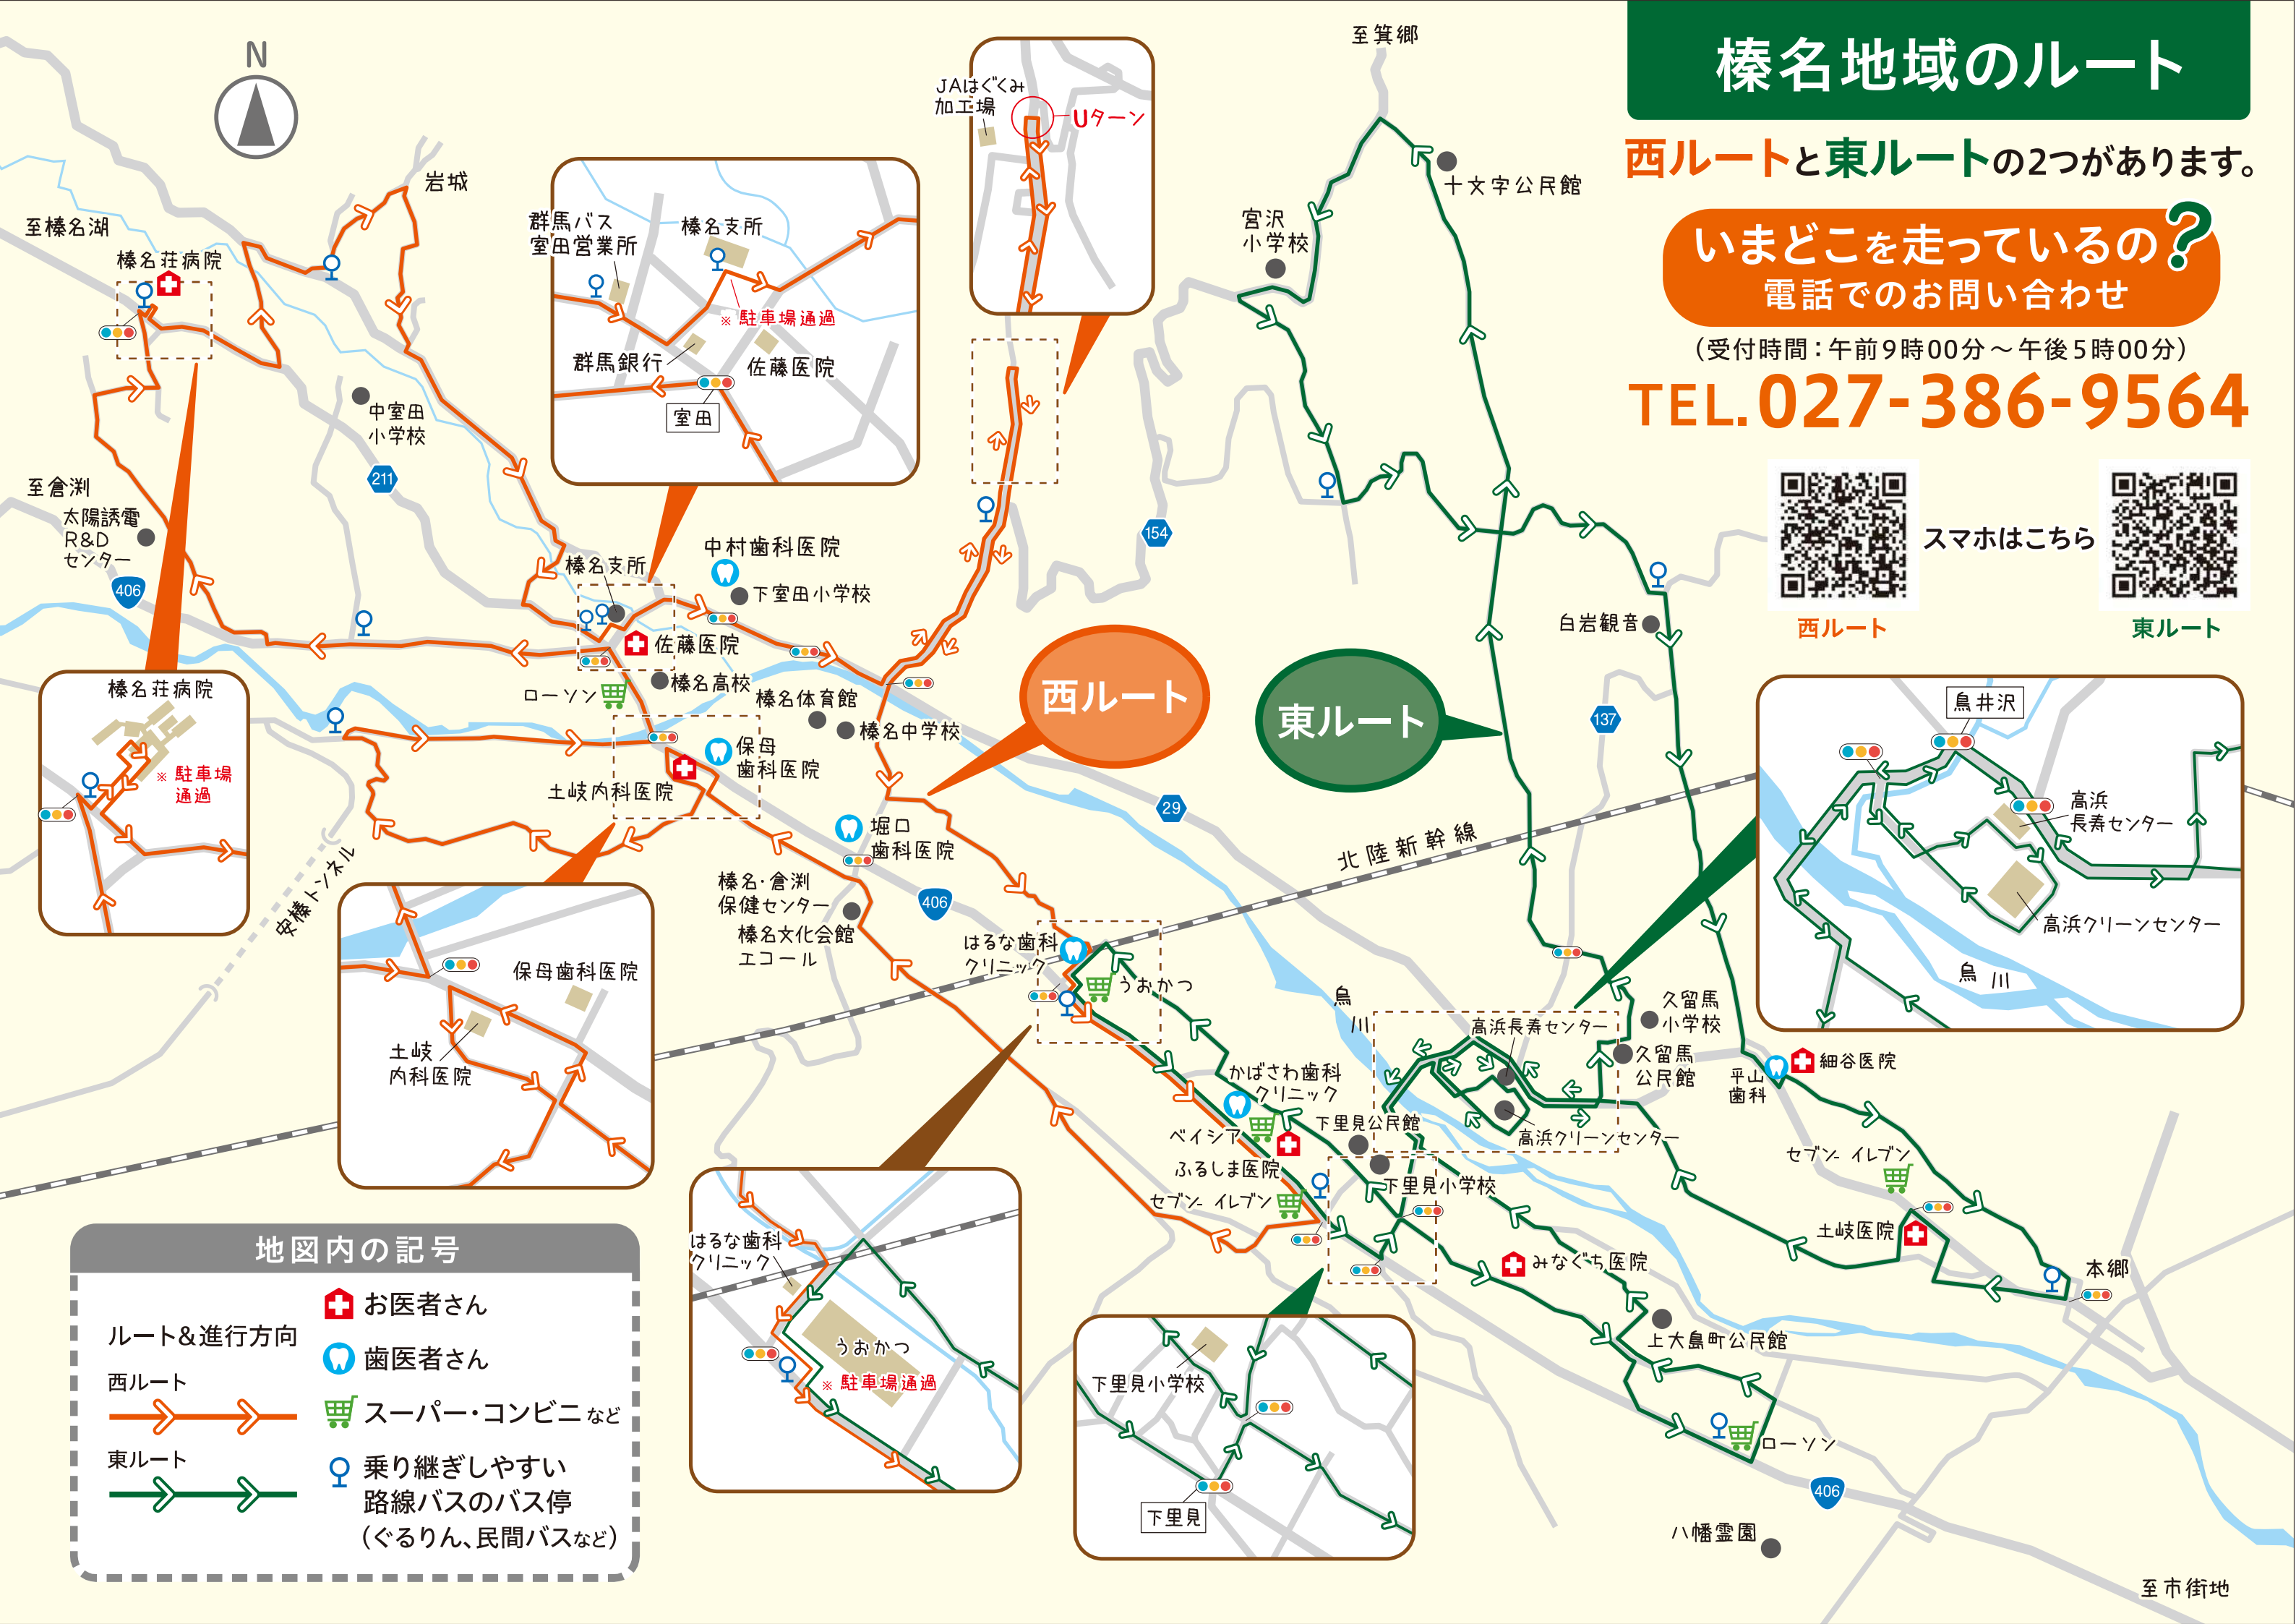 榛名地域のルート
西ルートと東ルートの2つがあります。
いまどこを走っているの?
電話でのお問い合わせ
(受付時間:午前9時00分~午後5時00分)
TEL.027-386-9564
スマホはこちら
西ルート
東ルート
N
至箕郷
十文字公民館
宮沢
小学校
JAはぐくみ
加工場
Uターン
岩城
至榛名湖
榛名荘病院
群馬バス
室田営業所
榛名支所
※ 駐車場通過
群馬銀行
佐藤医院
室田
中室田
小学校
211
至倉渕
太陽誘電
R&D
センター
406
154
榛名支所
中村歯科医院
下室田小学校
佐藤医院
ローソン
榛名高校
榛名体育館
榛名中学校
西ルート
東ルート
白岩観音
137
榛名荘病院
※ 駐車場
通過
保母
歯科医院
土岐内科医院
堀口
歯科医院
29
北陸新幹線
安榛トンネル
榛名・倉渕
保健センター
榛名文化会館
エコール
406
はるな歯科
クリニック
うおかつ
保母歯科医院
土岐
内科医院
鳥井沢
高浜
長寿センター
高浜クリーンセンター
烏川
烏川
高浜長寿センター
久留馬
小学校
久留馬
公民館
高浜クリーンセンター
平山
歯科
細谷医院
かばさわ歯科
クリニック
ベイシア
ふるしま医院
セブン-イレブン
下里見公民館
下里見小学校
セブン-イレブン
土岐医院
本郷
みなぐち医院
上大島町公民館
ローソン
406
八幡霊園
至市街地
はるな歯科
クリニック
うおかつ
※ 駐車場通過
下里見小学校
下里見
地図内の記号
ルート&進行方向
西ルート
東ルート
お医者さん
歯医者さん
スーパー・コンビニなど
乗り継ぎしやすい
路線バスのバス停
(ぐるりん、民間バスなど)